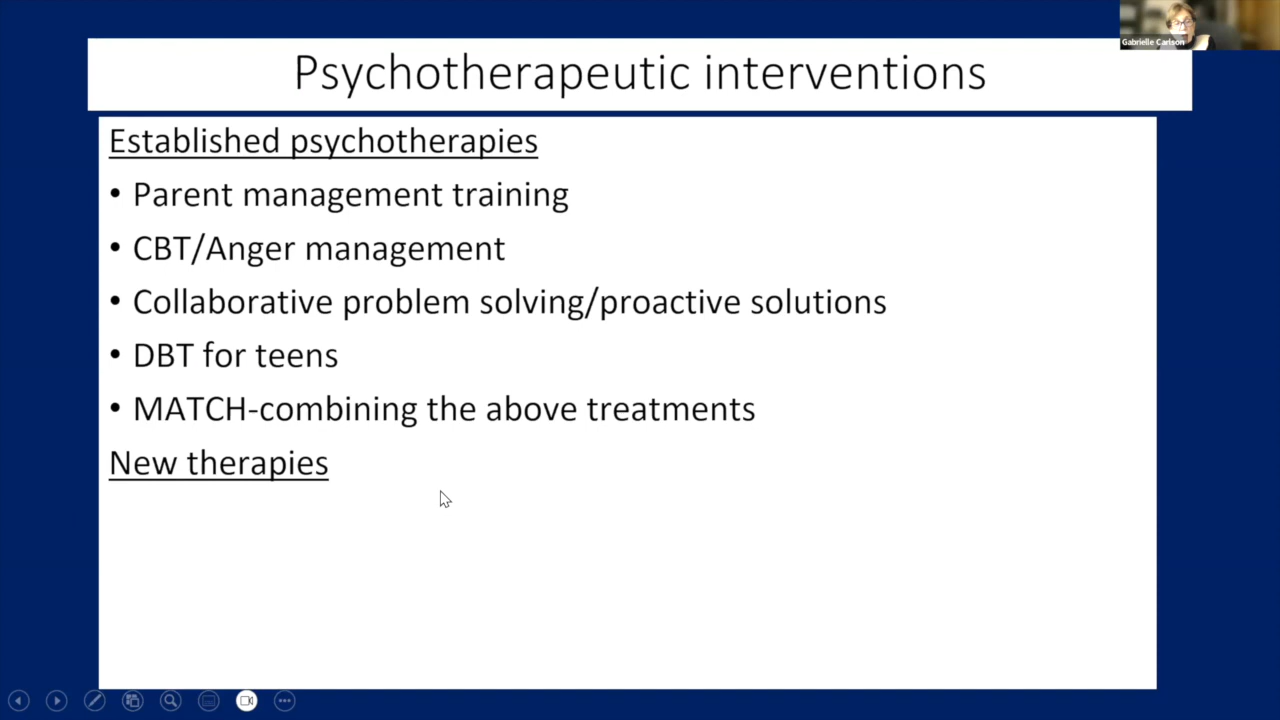 Gabrielle Carlson
Psychotherapeutic interventions
Established psychotherapies
• Parent management training
• CBT/Anger management
• Collaborative problem solving/proactive solutions
• DBT for teens
• MATCH-combining the above treatments
New therapies